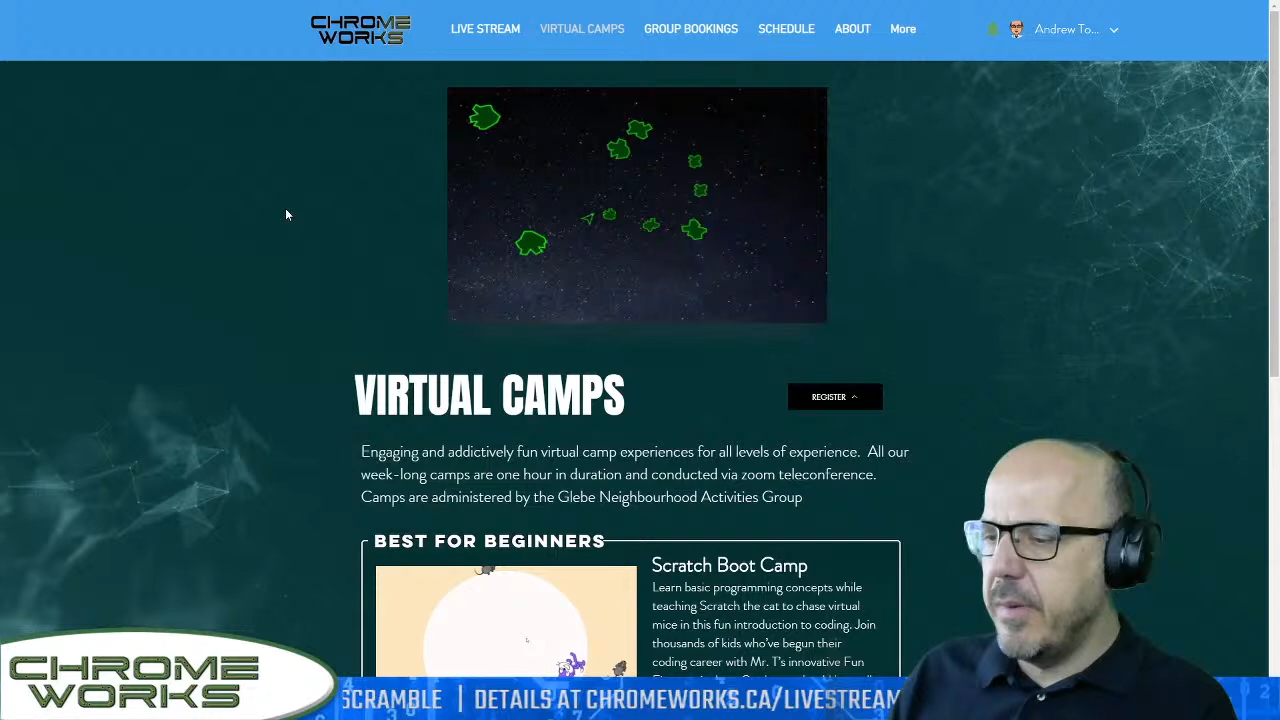 CHROME
WORKS
LIVE STREAM
VIRTUAL CAMPS
GROUP BOOKINGS
SCHEDULE
ABOUT
More
Andrew To...
VIRTUAL CAMPS
REGISTER
Engaging and addictively fun virtual camp experiences for all levels of experience. All our
week-long camps are one hour in duration and conducted via zoom teleconference.
Camps are administered by the Glebe Neighbourhood Activities Group
BEST FOR BEGINNERS
Scratch Boot Camp
Learn basic programming concepts while
teaching Scratch the cat to chase virtual
mice in this fun introduction to coding. Join
thousands of kids who've begun their
coding career with Mr. T's innovative Fun
CHROME
WORKS
SCRAMBLE | DETAILS AT CHROMEWORKS.CA/LIVESTREAM